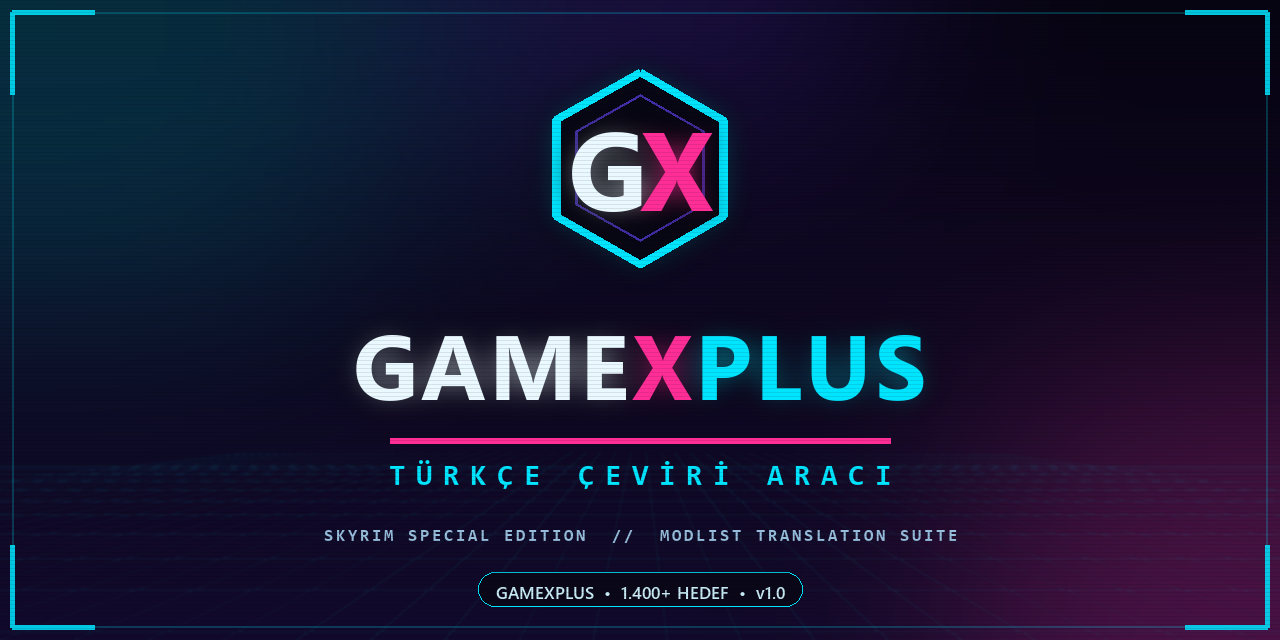 GX
GAMEXPLUS
TÜRKÇE ÇEVİRİ ARACI
SKYRIM SPECIAL EDITION // MODLIST TRANSLATION SUITE
GAMEXPLUS • 1.400+ HEDEF • v1.0